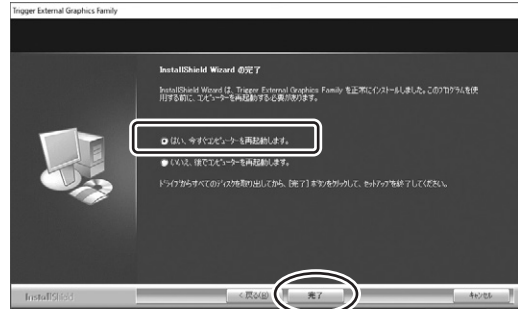 Trigger External Graphics Family
InstallShield Wizard の完了
InstallShield Wizard は、Trigger External Graphics Family を正常にインストールしました。このプログラムを使
用する前に、コンピューターを再起動する必要があります。
はい、今すぐコンピューターを再起動します。
いいえ、後でコンピューターを再起動します。
ドライブからすべてのディスクを取り出してから、[完了] ボタンをクリックして、セットアップを終了してください。
InstallShield
< 戻る(B)
完了
キャンセル